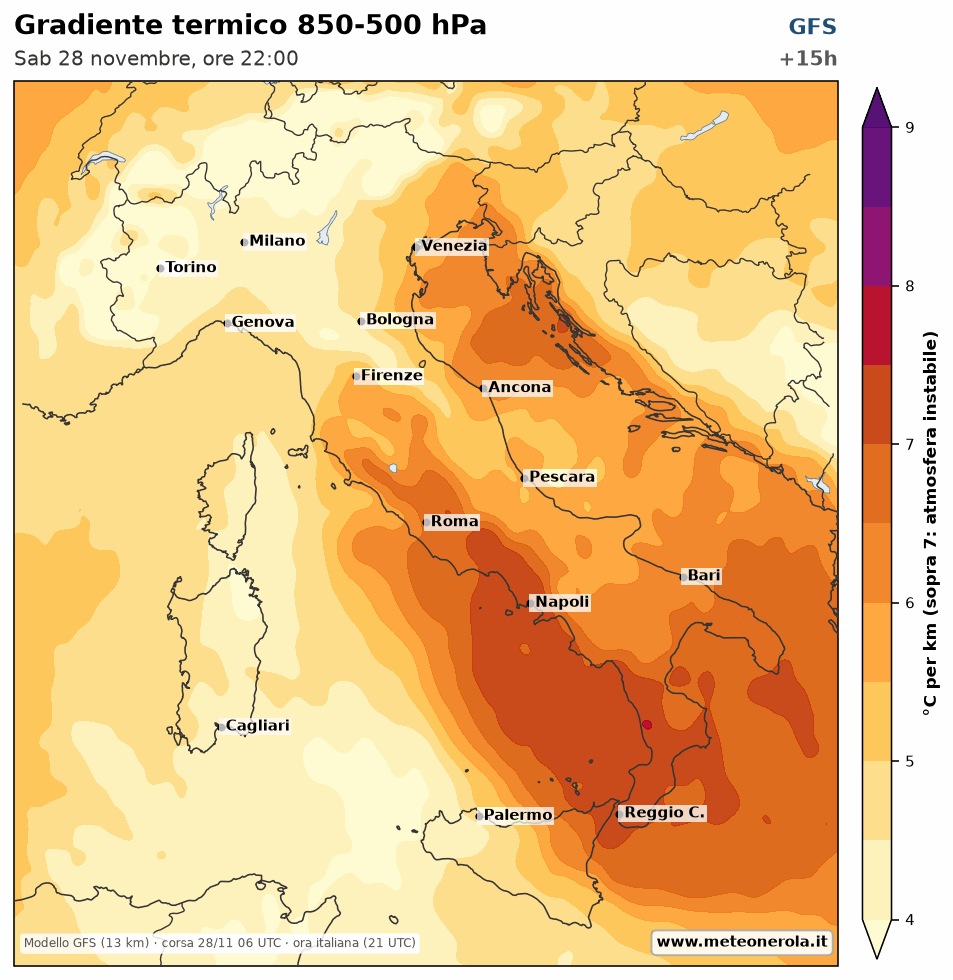 Gradiente termico 850-500 hPa
GFS
Sab 28 novembre, ore 22:00
+15h
Milano
Venezia
Torino
Genova
Bologna
Firenze
Ancona
Pescara
Roma
Bari
Napoli
Cagliari
Palermo
Reggio C.
9
8
7
6
5
4
°C per km (sopra 7: atmosfera instabile)
Modello GFS (13 km) · corsa 28/11 06 UTC · ora italiana (21 UTC)
www.meteonerola.it